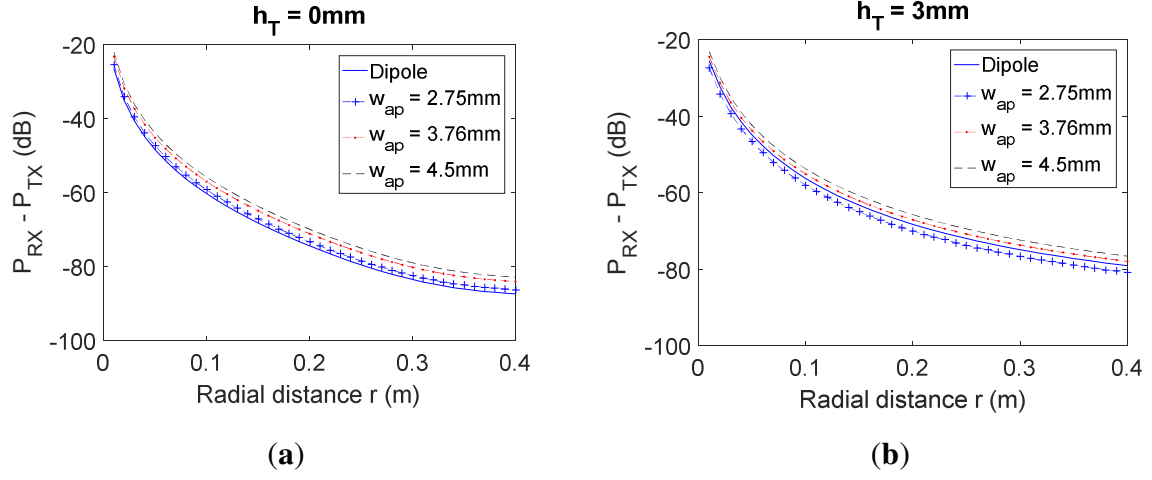 h_T = 0mm
-20
-40
-60
-80
-100
P_RX - P_TX (dB)
Dipole
w_ap = 2.75mm
w_ap = 3.76mm
w_ap = 4.5mm
0 0.1 0.2 0.3 0.4
Radial distance r (m)
(a)
h_T = 3mm
-20
-40
-60
-80
-100
P_RX - P_TX (dB)
Dipole
w_ap = 2.75mm
w_ap = 3.76mm
w_ap = 4.5mm
0 0.1 0.2 0.3 0.4
Radial distance r (m)
(b)